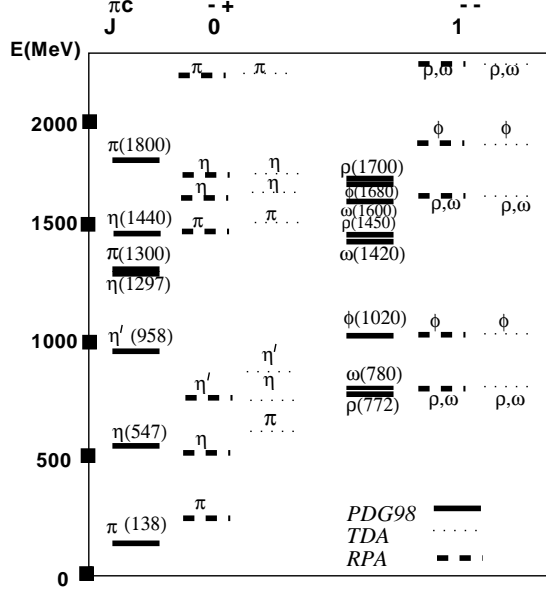 πc - + - -
J 0 1
E(MeV)
π π ρ,ω ρ,ω
2000
π(1800) φ φ
η η ρ(1700)
η η φ(1680)
1500 η(1440) π π ω(1600) ρ,ω ρ,ω
ρ(1450)
π(1300) ω(1420)
η(1297)
1000 η′ (958) φ(1020) φ φ
η′
η′ η ω(780)
ρ(772) ρ,ω ρ,ω
π
500 η(547) η
π PDG98
π (138) TDA
RPA
0